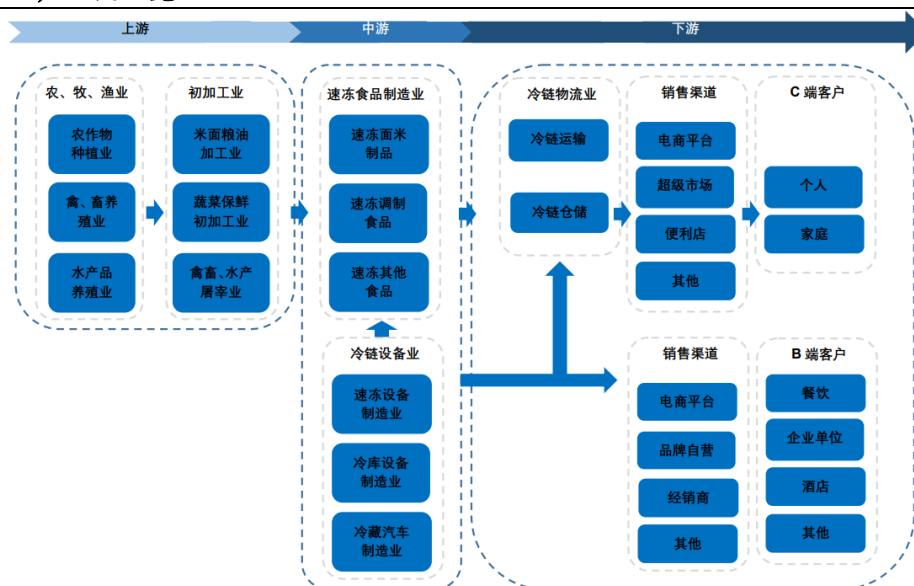 上游
中游
下游
农、牧、渔业
农作物
种植业
禽、畜养
殖业
水产品
养殖业
初加工业
米面粮油
加工业
蔬菜保鲜
初加工业
禽畜、水产
屠宰业
速冻食品制造业
速冻面米
制品
速冻调制
食品
速冻其他
食品
冷链设备业
速冻设备
制造业
冷库设备
制造业
冷藏汽车
制造业
冷链物流业
冷链运输
冷链仓储
销售渠道
电商平台
超级市场
便利店
其他
C 端客户
个人
家庭
销售渠道
电商平台
品牌自营
经销商
其他
B 端客户
餐饮
企业单位
酒店
其他